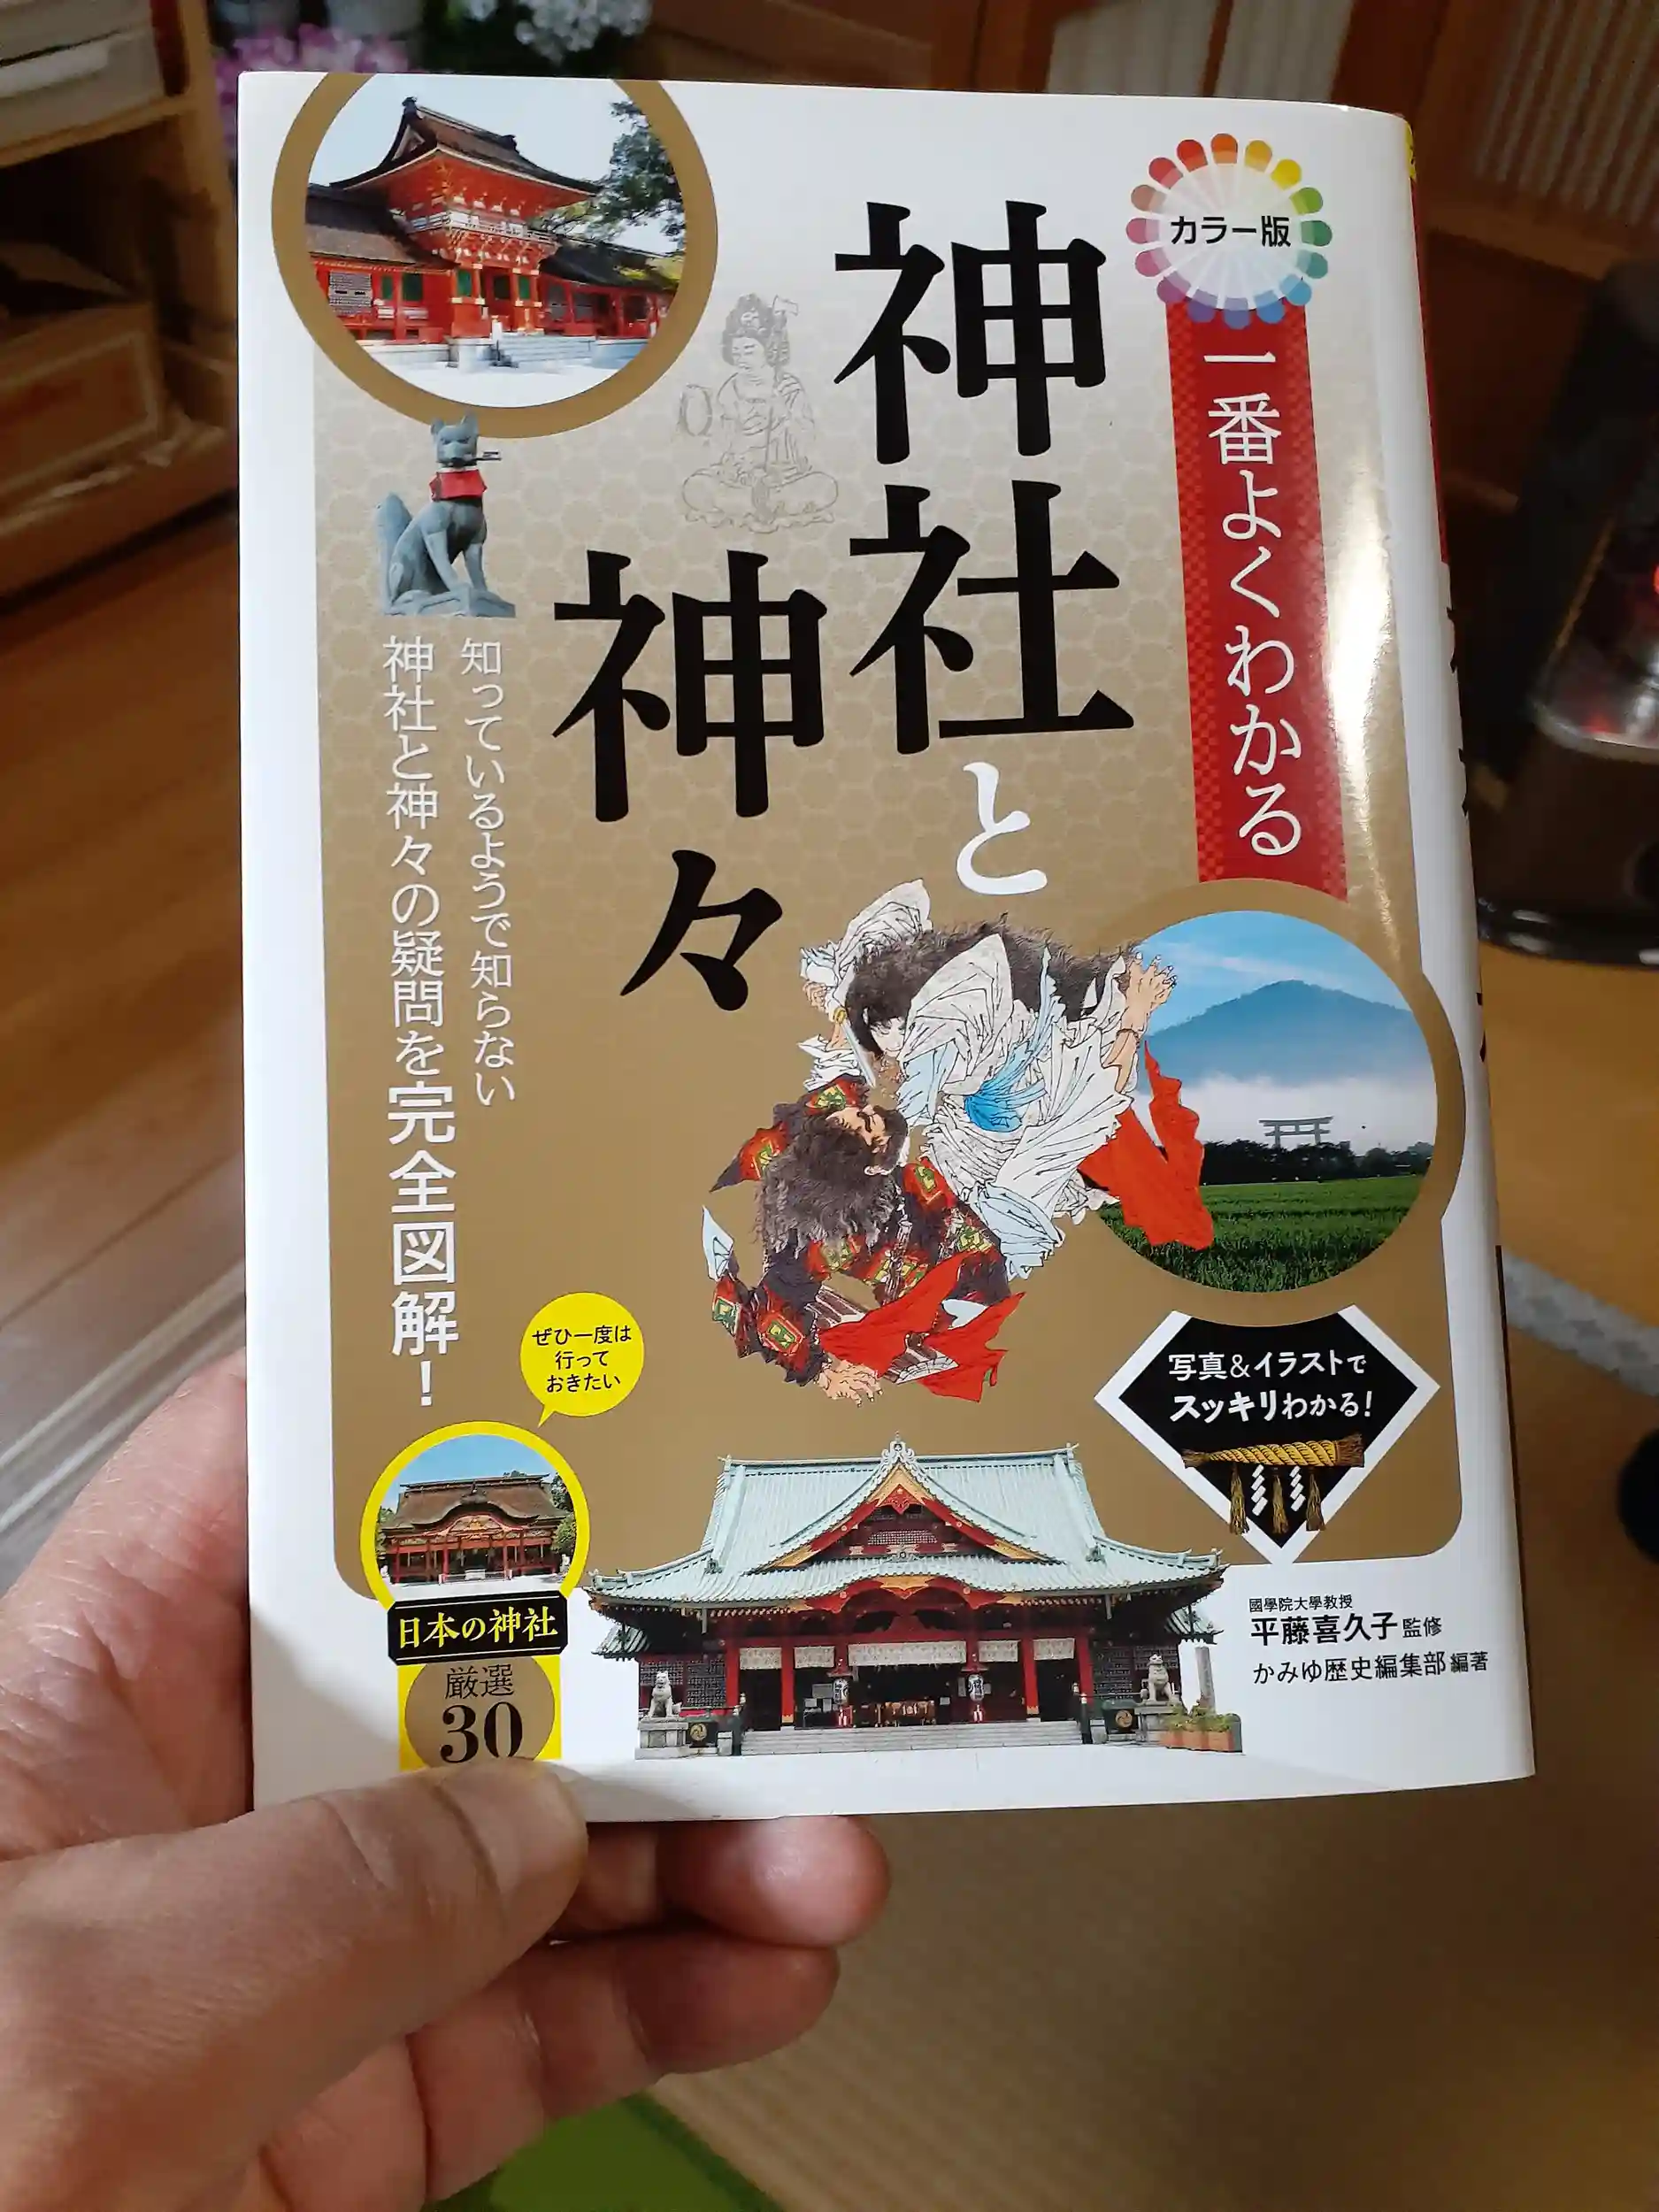 カラー版
一番よくわかる
神社と
神々
知っているようで知らない
神社と神々の疑問を完全図解！
ぜひ一度は
行って
おきたい
日本の神社
厳選
30
写真&イラストで
スッキリわかる！
國學院大學教授
平藤喜久子 監修
かみゆ歴史編集部 編著